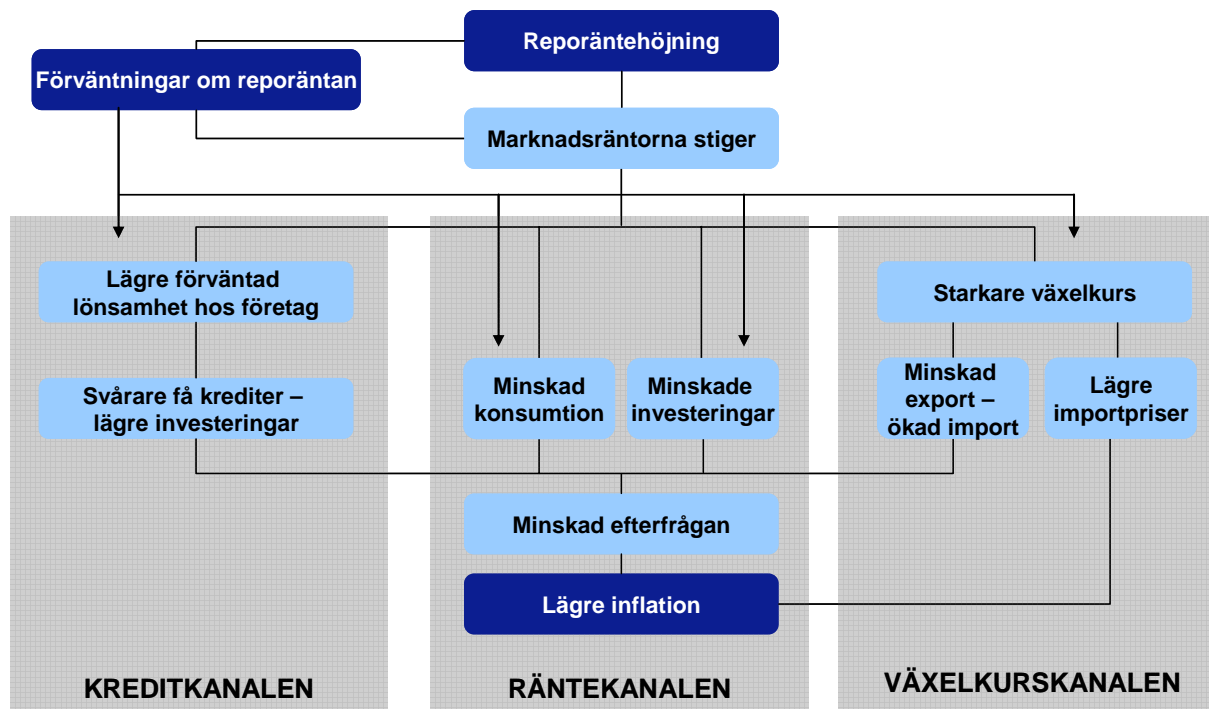 Reporäntehöjning
Förväntningar om reporäntan
Marknadsräntorna stiger
Lägre förväntad
lönsamhet hos företag
Svårare få krediter –
lägre investeringar
KREDITKANALEN
Minskad
konsumtion
Minskade
investeringar
Minskad efterfrågan
Lägre inflation
RÄNTEKANALEN
Starkare växelkurs
Minskad
export –
ökad import
Lägre
importpriser
VÄXELKURSKANALEN